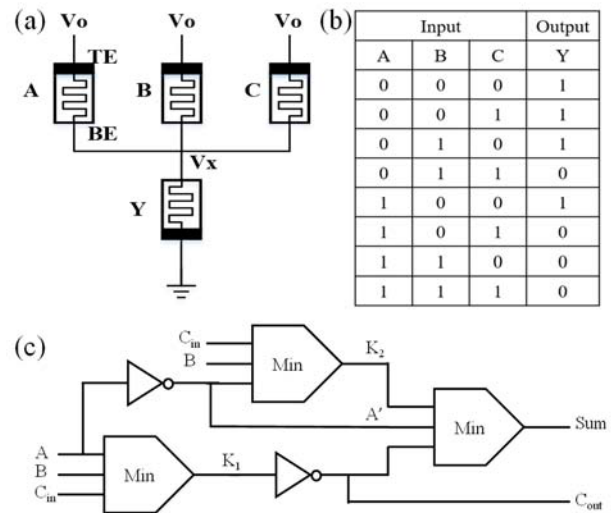 (a)
Vo Vo Vo
TE
A B C
BE
Vx
Y
(b)
Input Output
A B C Y
0 0 0 1
0 0 1 1
0 1 0 1
0 1 1 0
1 0 0 1
1 0 1 0
1 1 0 0
1 1 1 0
(c)
Cin
B
Min
K2
A'
Min
Sum
A
B
Cin
Min
K1
Cout